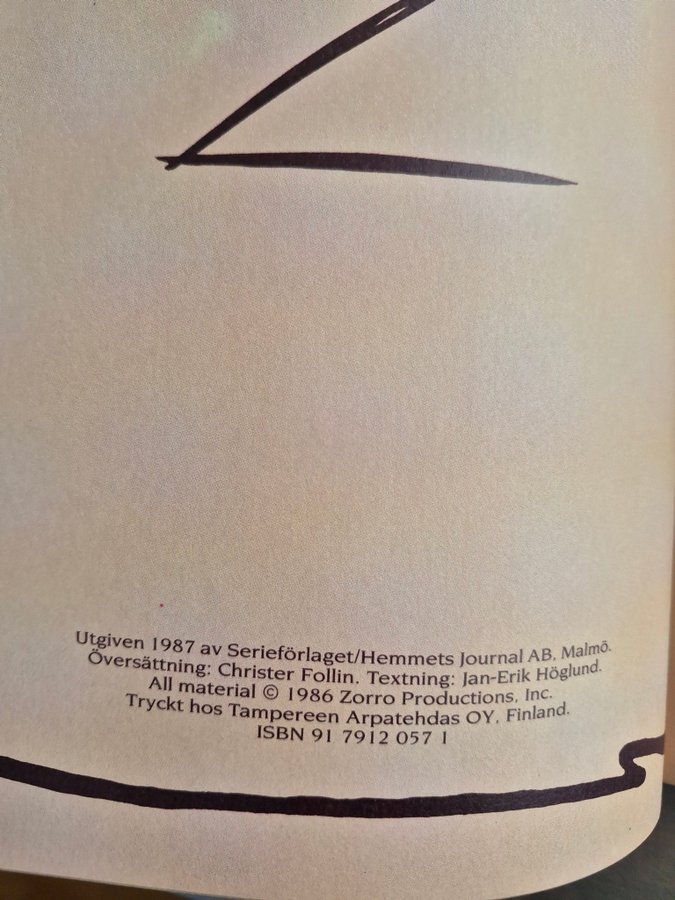 Utgiven 1987 av Serieförlaget/Hemmets Journal AB, Malmö.
Översättning: Christer Follin. Textning: Jan-Erik Höglund.
All material © 1986 Zorro Productions, Inc.
Tryckt hos Tampereen Arpatehdas OY, Finland.
ISBN 91 7912 057 1